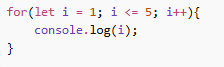 for(let i = 1; i <= 5; i++){
    console.log(i);
}